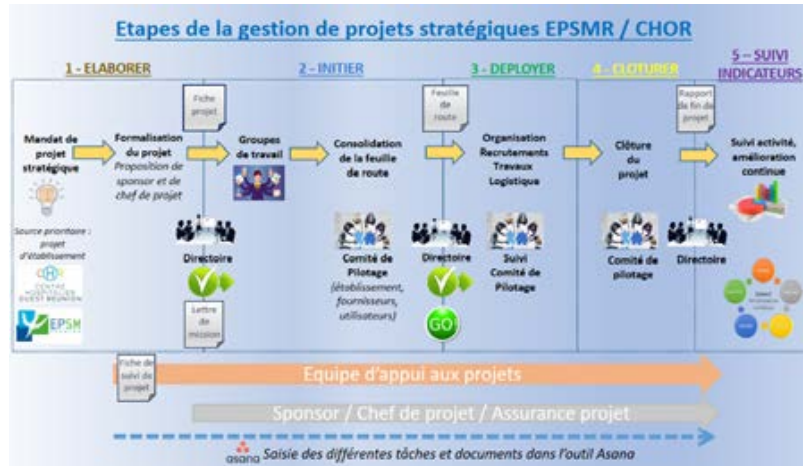 Etapes de la gestion de projets stratégiques EPSMR / CHOR
1 - ELABORER
2 - INITIER
3 - DEPLOYER
4 - CLOTURER
5 – SUIVI
INDICATEURS
Fiche
projet
Feuille
de
route
Rapport
de fin de
projet
Mandat de
projet
stratégique
Formalisation
du projet
Proposition de
sponsor et de
chef de projet
Groupes
de travail
Consolidation
de la feuille
de route
Organisation
Recrutements
Travaux
Logistique
Clôture
du
projet
Suivi activité,
amélioration
continue
Source prioritaire :
projet
d'établissement
CHOR
CENTRE
HOSPITALIER
OUEST REUNION
EPSM
Directoire
Lettre
de
mission
Comité de
Pilotage
(établissement,
fournisseurs,
utilisateurs)
Directoire
GO
Suivi
Comité de
Pilotage
Comité de
pilotage
Directoire
Fiche de
suivi de
projet
Equipe d'appui aux projets
Sponsor / Chef de projet / Assurance projet
asana Saisie des différentes tâches et documents dans l'outil Asana